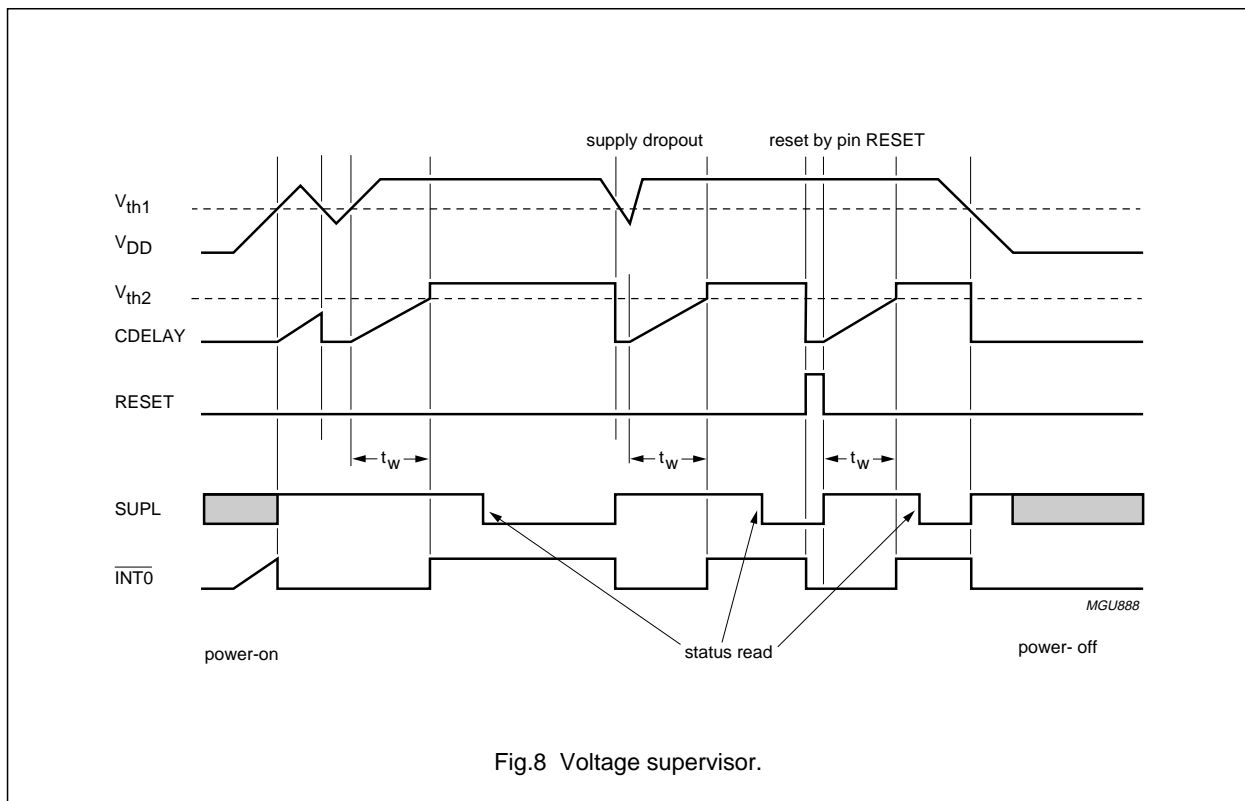 supply dropout
reset by pin RESET
Vth1
VDD
Vth2
CDELAY
RESET
tW
tW
tW
SUPL
INT0
MGU888
power-on
status read
power- off
Fig.8 Voltage supervisor.